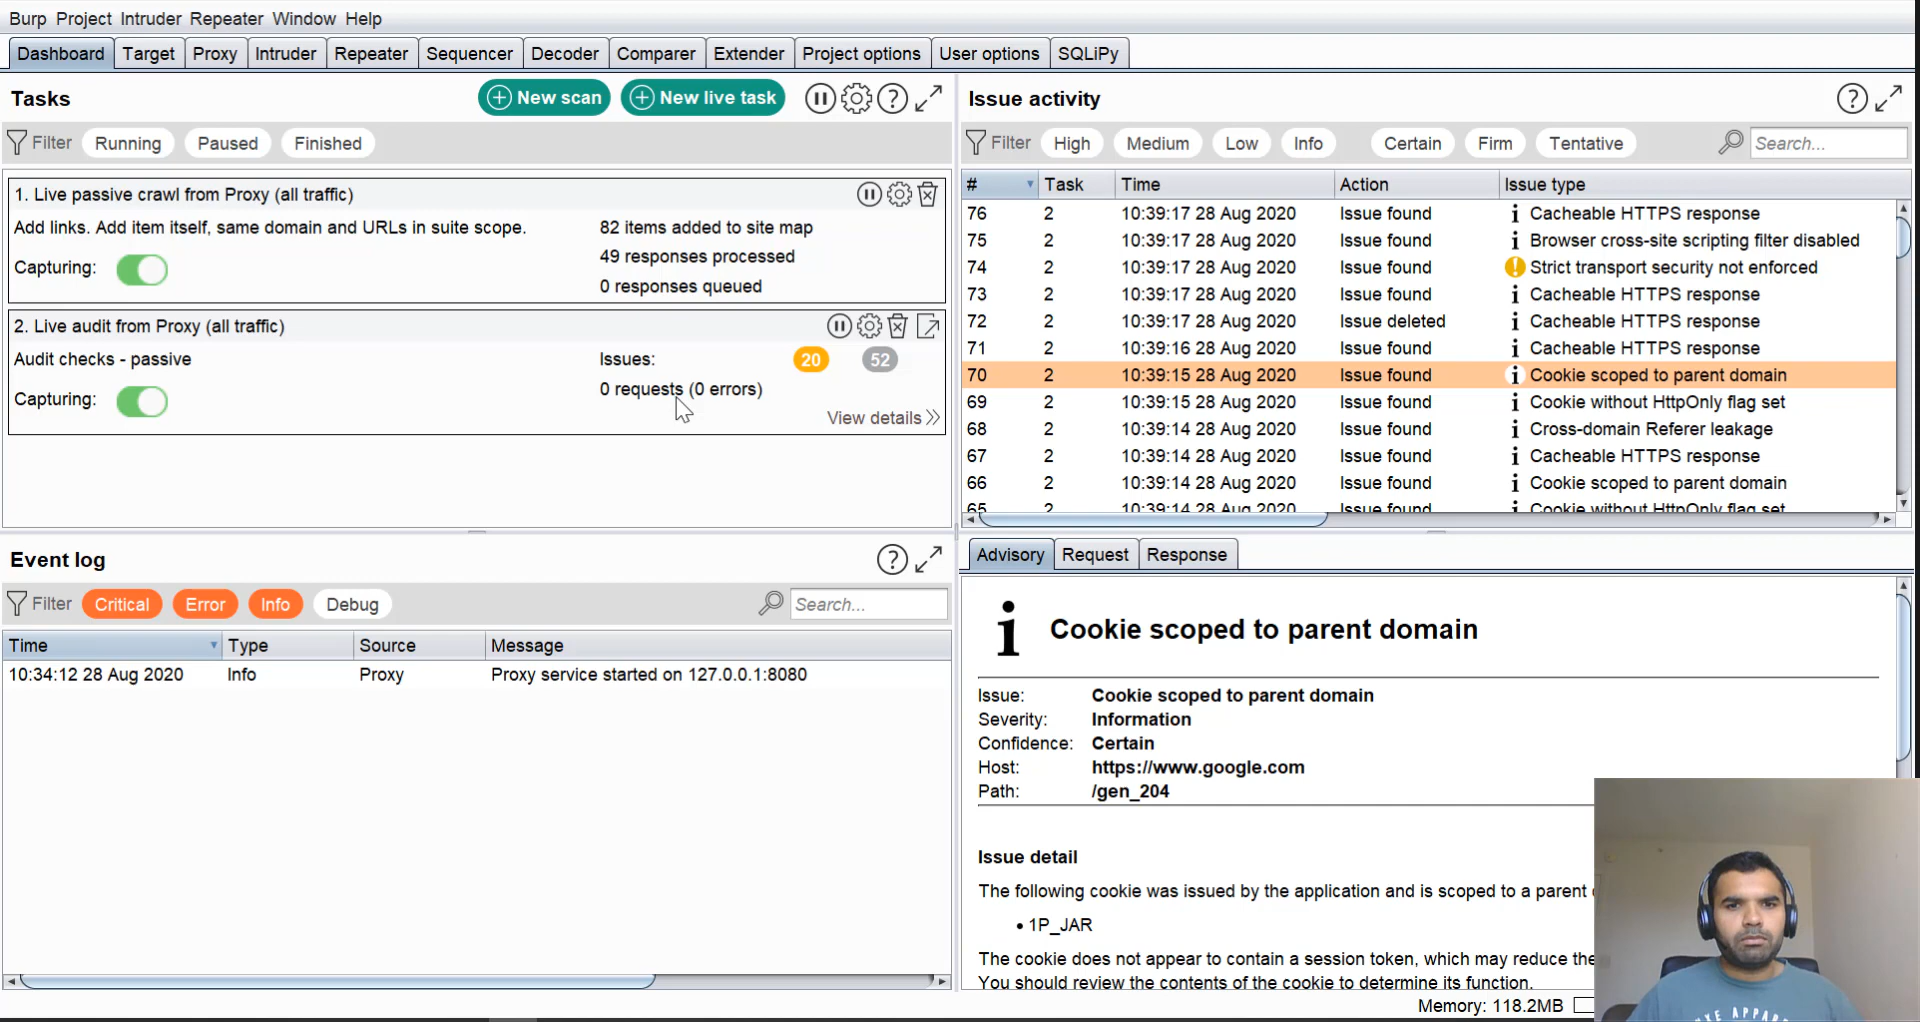 Burp Project Intruder Repeater Window Help
Dashboard Target Proxy Intruder Repeater Sequencer Decoder Comparer Extender Project options User options SQLiPy
Tasks
New scan New live task
Filter Running Paused Finished
1. Live passive crawl from Proxy (all traffic)
Add links. Add item itself, same domain and URLs in suite scope.
82 items added to site map
49 responses processed
Capturing:
0 responses queued
2. Live audit from Proxy (all traffic)
Audit checks - passive
Issues: 20 52
0 requests (0 errors)
Capturing:
View details
Issue activity
Filter High Medium Low Info Certain Firm Tentative Search...
# Task Time Action Issue type
76 2 10:39:17 28 Aug 2020 Issue found Cacheable HTTPS response
75 2 10:39:17 28 Aug 2020 Issue found Browser cross-site scripting filter disabled
74 2 10:39:17 28 Aug 2020 Issue found Strict transport security not enforced
73 2 10:39:17 28 Aug 2020 Issue found Cacheable HTTPS response
72 2 10:39:17 28 Aug 2020 Issue deleted Cacheable HTTPS response
71 2 10:39:16 28 Aug 2020 Issue found Cacheable HTTPS response
70 2 10:39:15 28 Aug 2020 Issue found Cookie scoped to parent domain
69 2 10:39:15 28 Aug 2020 Issue found Cookie without HttpOnly flag set
68 2 10:39:14 28 Aug 2020 Issue found Cross-domain Referer leakage
67 2 10:39:14 28 Aug 2020 Issue found Cacheable HTTPS response
66 2 10:39:14 28 Aug 2020 Issue found Cookie scoped to parent domain
65 2 10:39:14 28 Aug 2020 Issue found Cookie without HttpOnly flag set
Event log
Filter Critical Error Info Debug Search...
Time Type Source Message
10:34:12 28 Aug 2020 Info Proxy Proxy service started on 127.0.0.1:8080
Advisory Request Response
i Cookie scoped to parent domain
Issue: Cookie scoped to parent domain
Severity: Information
Confidence: Certain
Host: https://www.google.com
Path: /gen_204
Issue detail
The following cookie was issued by the application and is scoped to a parent
• 1P_JAR
The cookie does not appear to contain a session token, which may reduce the
You should review the contents of the cookie to determine its function.
Memory: 118.2MB